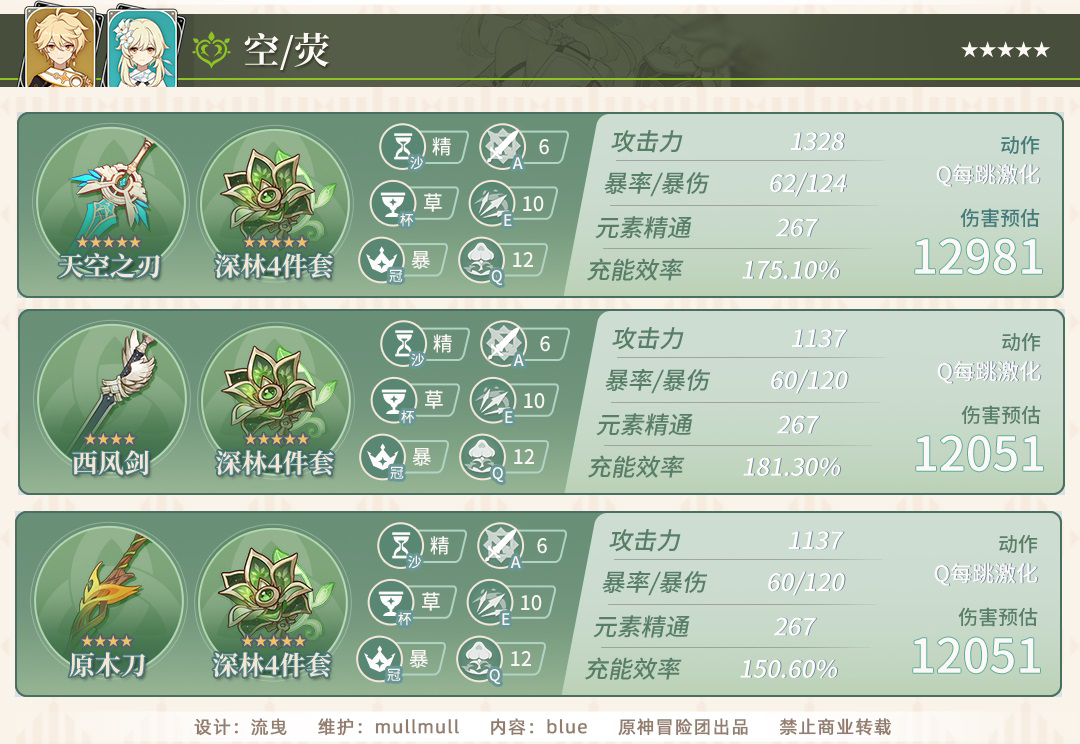 空/荧
★★★★★
天空之刃
★★★★★
深林4件套
★★★★★
沙 精
A 6
杯 草
E 10
冠 暴
Q 12
攻击力 1328
暴率/暴伤 62/124
元素精通 267
充能效率 175.10%
动作
Q每跳激化
伤害预估
12981
西风剑
★★★★
深林4件套
★★★★★
沙 精
A 6
杯 草
E 10
冠 暴
Q 12
攻击力 1137
暴率/暴伤 60/120
元素精通 267
充能效率 181.30%
动作
Q每跳激化
伤害预估
12051
原木刀
★★★★
深林4件套
★★★★★
沙 精
A 6
杯 草
E 10
冠 暴
Q 12
攻击力 1137
暴率/暴伤 60/120
元素精通 267
充能效率 150.60%
动作
Q每跳激化
伤害预估
12051
设计：流曳 维护：mullmull 内容：blue 原神冒险团出品 禁止商业转载